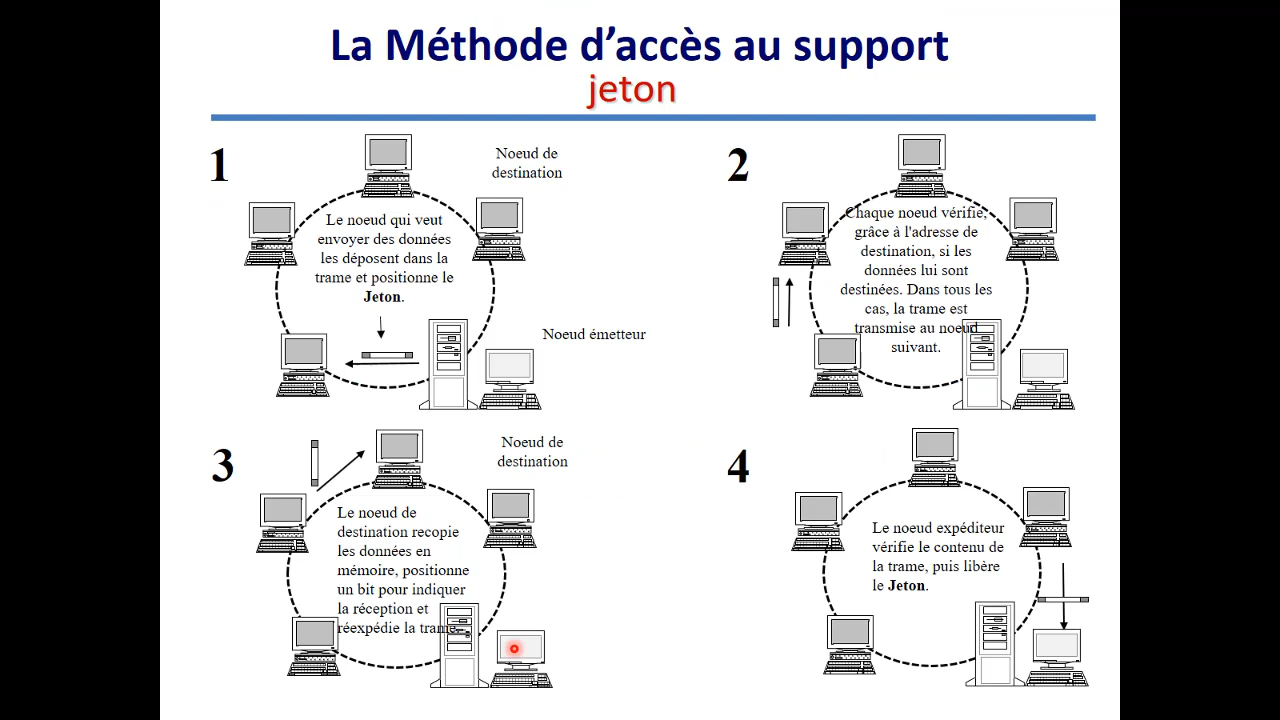 La Méthode d’accès au support
jeton
1
Noeud de
destination
Le noeud qui veut
envoyer des données
les déposent dans la
trame et positionne le
Jeton.
Noeud émetteur
2
Chaque noeud vérifie,
grâce à l'adresse de
destination, si les
données lui sont
destinées. Dans tous les
cas, la trame est
transmise au noeud
suivant.
3
Noeud de
destination
Le noeud de
destination recopie
les données en
mémoire, positionne
un bit pour indiquer
la réception et
réexpédie la trame.
4
Le noeud expéditeur
vérifie le contenu de
la trame, puis libère
le Jeton.